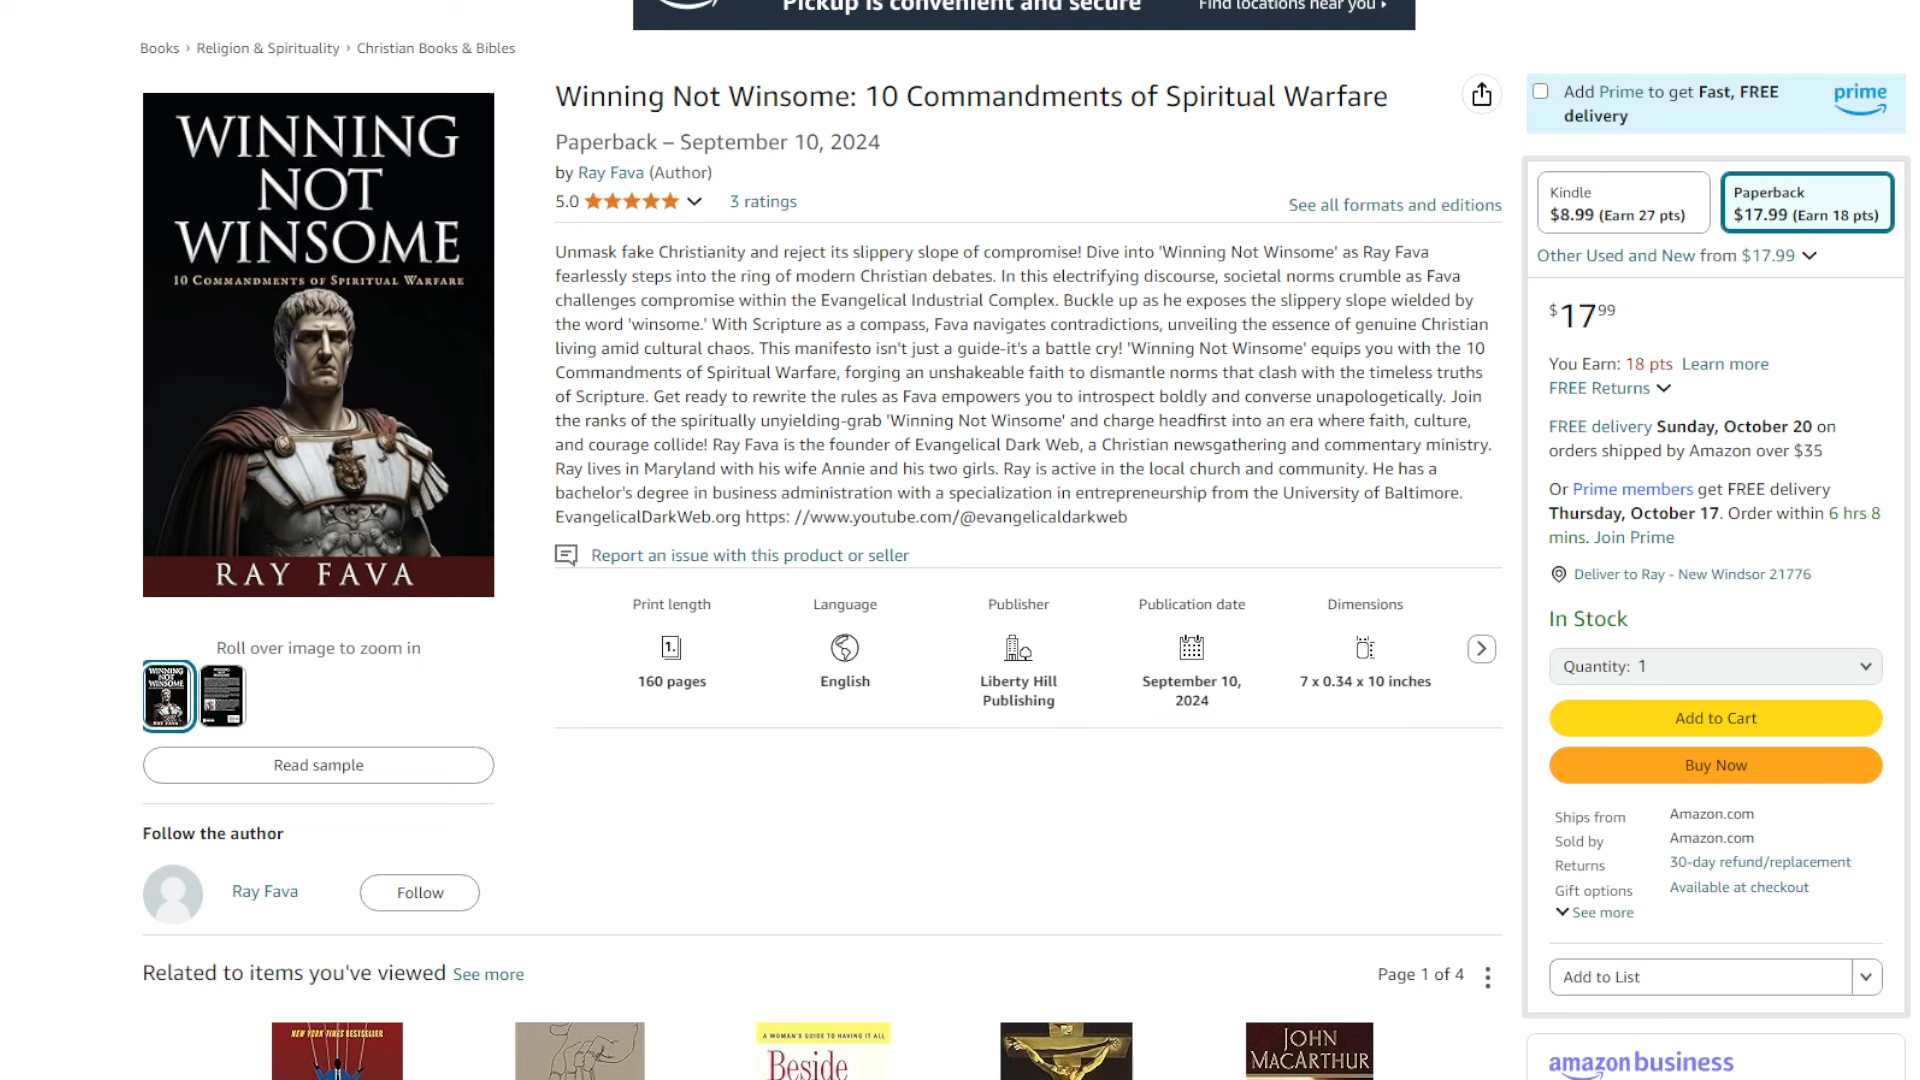 Pickup is convenient and secure
Find locations near you
Books › Religion & Spirituality › Christian Books & Bibles
WINNING
NOT
WINSOME
10 COMMANDMENTS OF SPIRITUAL WARFARE
RAY FAVA
Roll over image to zoom in
WINNING
NOT
WINSOME
Read sample
Follow the author
Ray Fava
Follow
Winning Not Winsome: 10 Commandments of Spiritual Warfare
Paperback – September 10, 2024
by Ray Fava (Author)
5.0 3 ratings
See all formats and editions
Unmask fake Christianity and reject its slippery slope of compromise! Dive into 'Winning Not Winsome' as Ray Fava
fearlessly steps into the ring of modern Christian debates. In this electrifying discourse, societal norms crumble as Fava
challenges compromise within the Evangelical Industrial Complex. Buckle up as he exposes the slippery slope wielded by
the word 'winsome.' With Scripture as a compass, Fava navigates contradictions, unveiling the essence of genuine Christian
living amid cultural chaos. This manifesto isn't just a guide-it's a battle cry! 'Winning Not Winsome' equips you with the 10
Commandments of Spiritual Warfare, forging an unshakeable faith to dismantle norms that clash with the timeless truths
of Scripture. Get ready to rewrite the rules as Fava empowers you to introspect boldly and converse unapologetically. Join
the ranks of the spiritually unyielding-grab 'Winning Not Winsome' and charge headfirst into an era where faith, culture,
and courage collide! Ray Fava is the founder of Evangelical Dark Web, a Christian newsgathering and commentary ministry.
Ray lives in Maryland with his wife Annie and his two girls. Ray is active in the local church and community. He has a
bachelor's degree in business administration with a specialization in entrepreneurship from the University of Baltimore.
EvangelicalDarkWeb.org https: //www.youtube.com/@evangelicaldarkweb
Report an issue with this product or seller
Print length
1.
160 pages
Language
English
Publisher
Liberty Hill
Publishing
Publication date
September 10,
2024
Dimensions
7 x 0.34 x 10 inches
Add Prime to get Fast, FREE
delivery
prime
Kindle
$8.99 (Earn 27 pts)
Paperback
$17.99 (Earn 18 pts)
Other Used and New from $17.99
$17 99
You Earn: 18 pts Learn more
FREE Returns
FREE delivery Sunday, October 20 on
orders shipped by Amazon over $35
Or Prime members get FREE delivery
Thursday, October 17. Order within 6 hrs 8
mins. Join Prime
Deliver to Ray - New Windsor 21776
In Stock
Quantity: 1
Add to Cart
Buy Now
Ships from Amazon.com
Sold by Amazon.com
Returns 30-day refund/replacement
Gift options Available at checkout
See more
Add to List
amazon business
Related to items you've viewed See more
Page 1 of 4
NEW YORK TIMES BESTSELLER
A WOMAN'S GUIDE TO HAVING IT ALL
Beside
JOHN
MACARTHUR